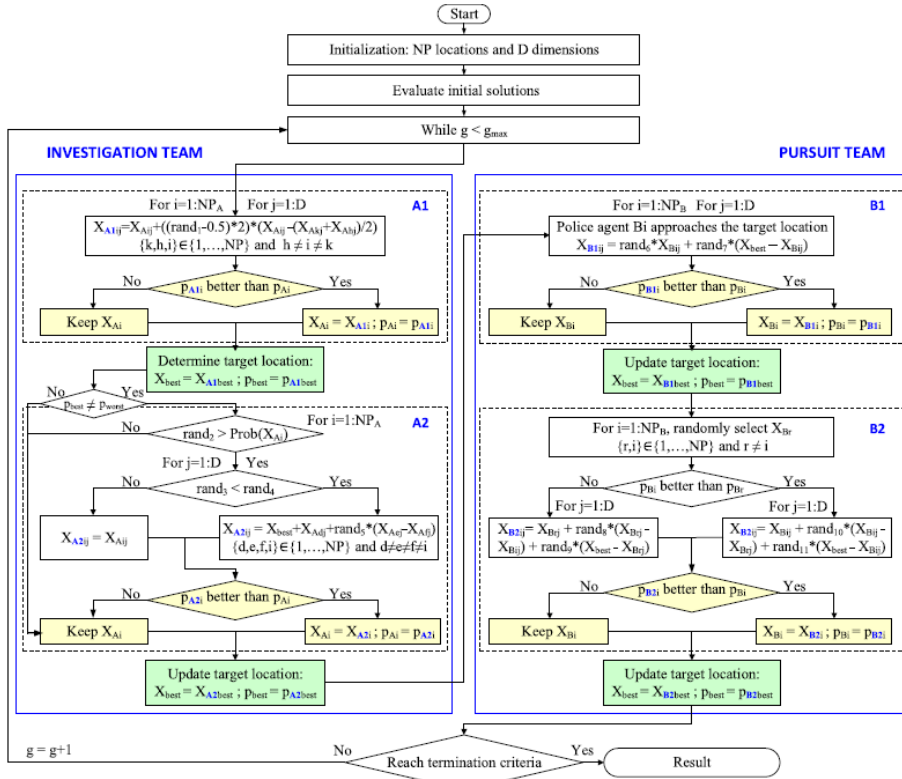 Start
Initialization: NP locations and D dimensions
Evaluate initial solutions
While g < gmax
INVESTIGATION TEAM
A1
For i=1:NPA For j=1:D
XA1ij=XAij+((rand1-0.5)*2)*(XAij-(XAkj+XAhj)/2)
{k,h,i}∈{1,…,NP} and h ≠ i ≠ k
No
pA1i better than pAi
Yes
Keep XAi
XAi = XA1i ; pAi = pA1i
Determine target location:
Xbest = XA1best ; pbest = pA1best
No
Yes
pbest ≠ pworst
A2
For i=1:NPA
No
rand2 > Prob(XAi)
For j=1:D
Yes
No
rand3 < rand4
Yes
XA2ij = XAij
XA2ij = Xbest+XAdj+rand5*(XAej-XAfj)
{d,e,f,i}∈{1,…,NP} and d≠e≠f≠i
No
pA2i better than pAi
Yes
Keep XAi
XAi = XA2i ; pAi = pA2i
Update target location:
Xbest = XA2best ; pbest = pA2best
PURSUIT TEAM
B1
For i=1:NPB For j=1:D
Police agent Bi approaches the target location
XB1ij = rand6*XBij + rand7*(Xbest – XBij)
No
pB1i better than pBi
Yes
Keep XBi
XBi = XB1i ; pBi = pB1i
Update target location:
Xbest = XB1best ; pbest = pB1best
B2
For i=1:NPB, randomly select XBr
{r,i}∈{1,…,NP} and r ≠ i
No
pBi better than pBr
Yes
For j=1:D
For j=1:D
XB2ij= XBrj + rand8*(XBrj -
XBij) + rand9*(Xbest - XBrj)
XB2ij= XBij + rand10*(XBij -
XBrj) + rand11*(Xbest - XBij)
No
pB2i better than pBi
Yes
Keep XBi
XBi = XB2i ; pBi = pB2i
Update target location:
Xbest = XB2best ; pbest = pB2best
g = g+1
No
Reach termination criteria
Yes
Result